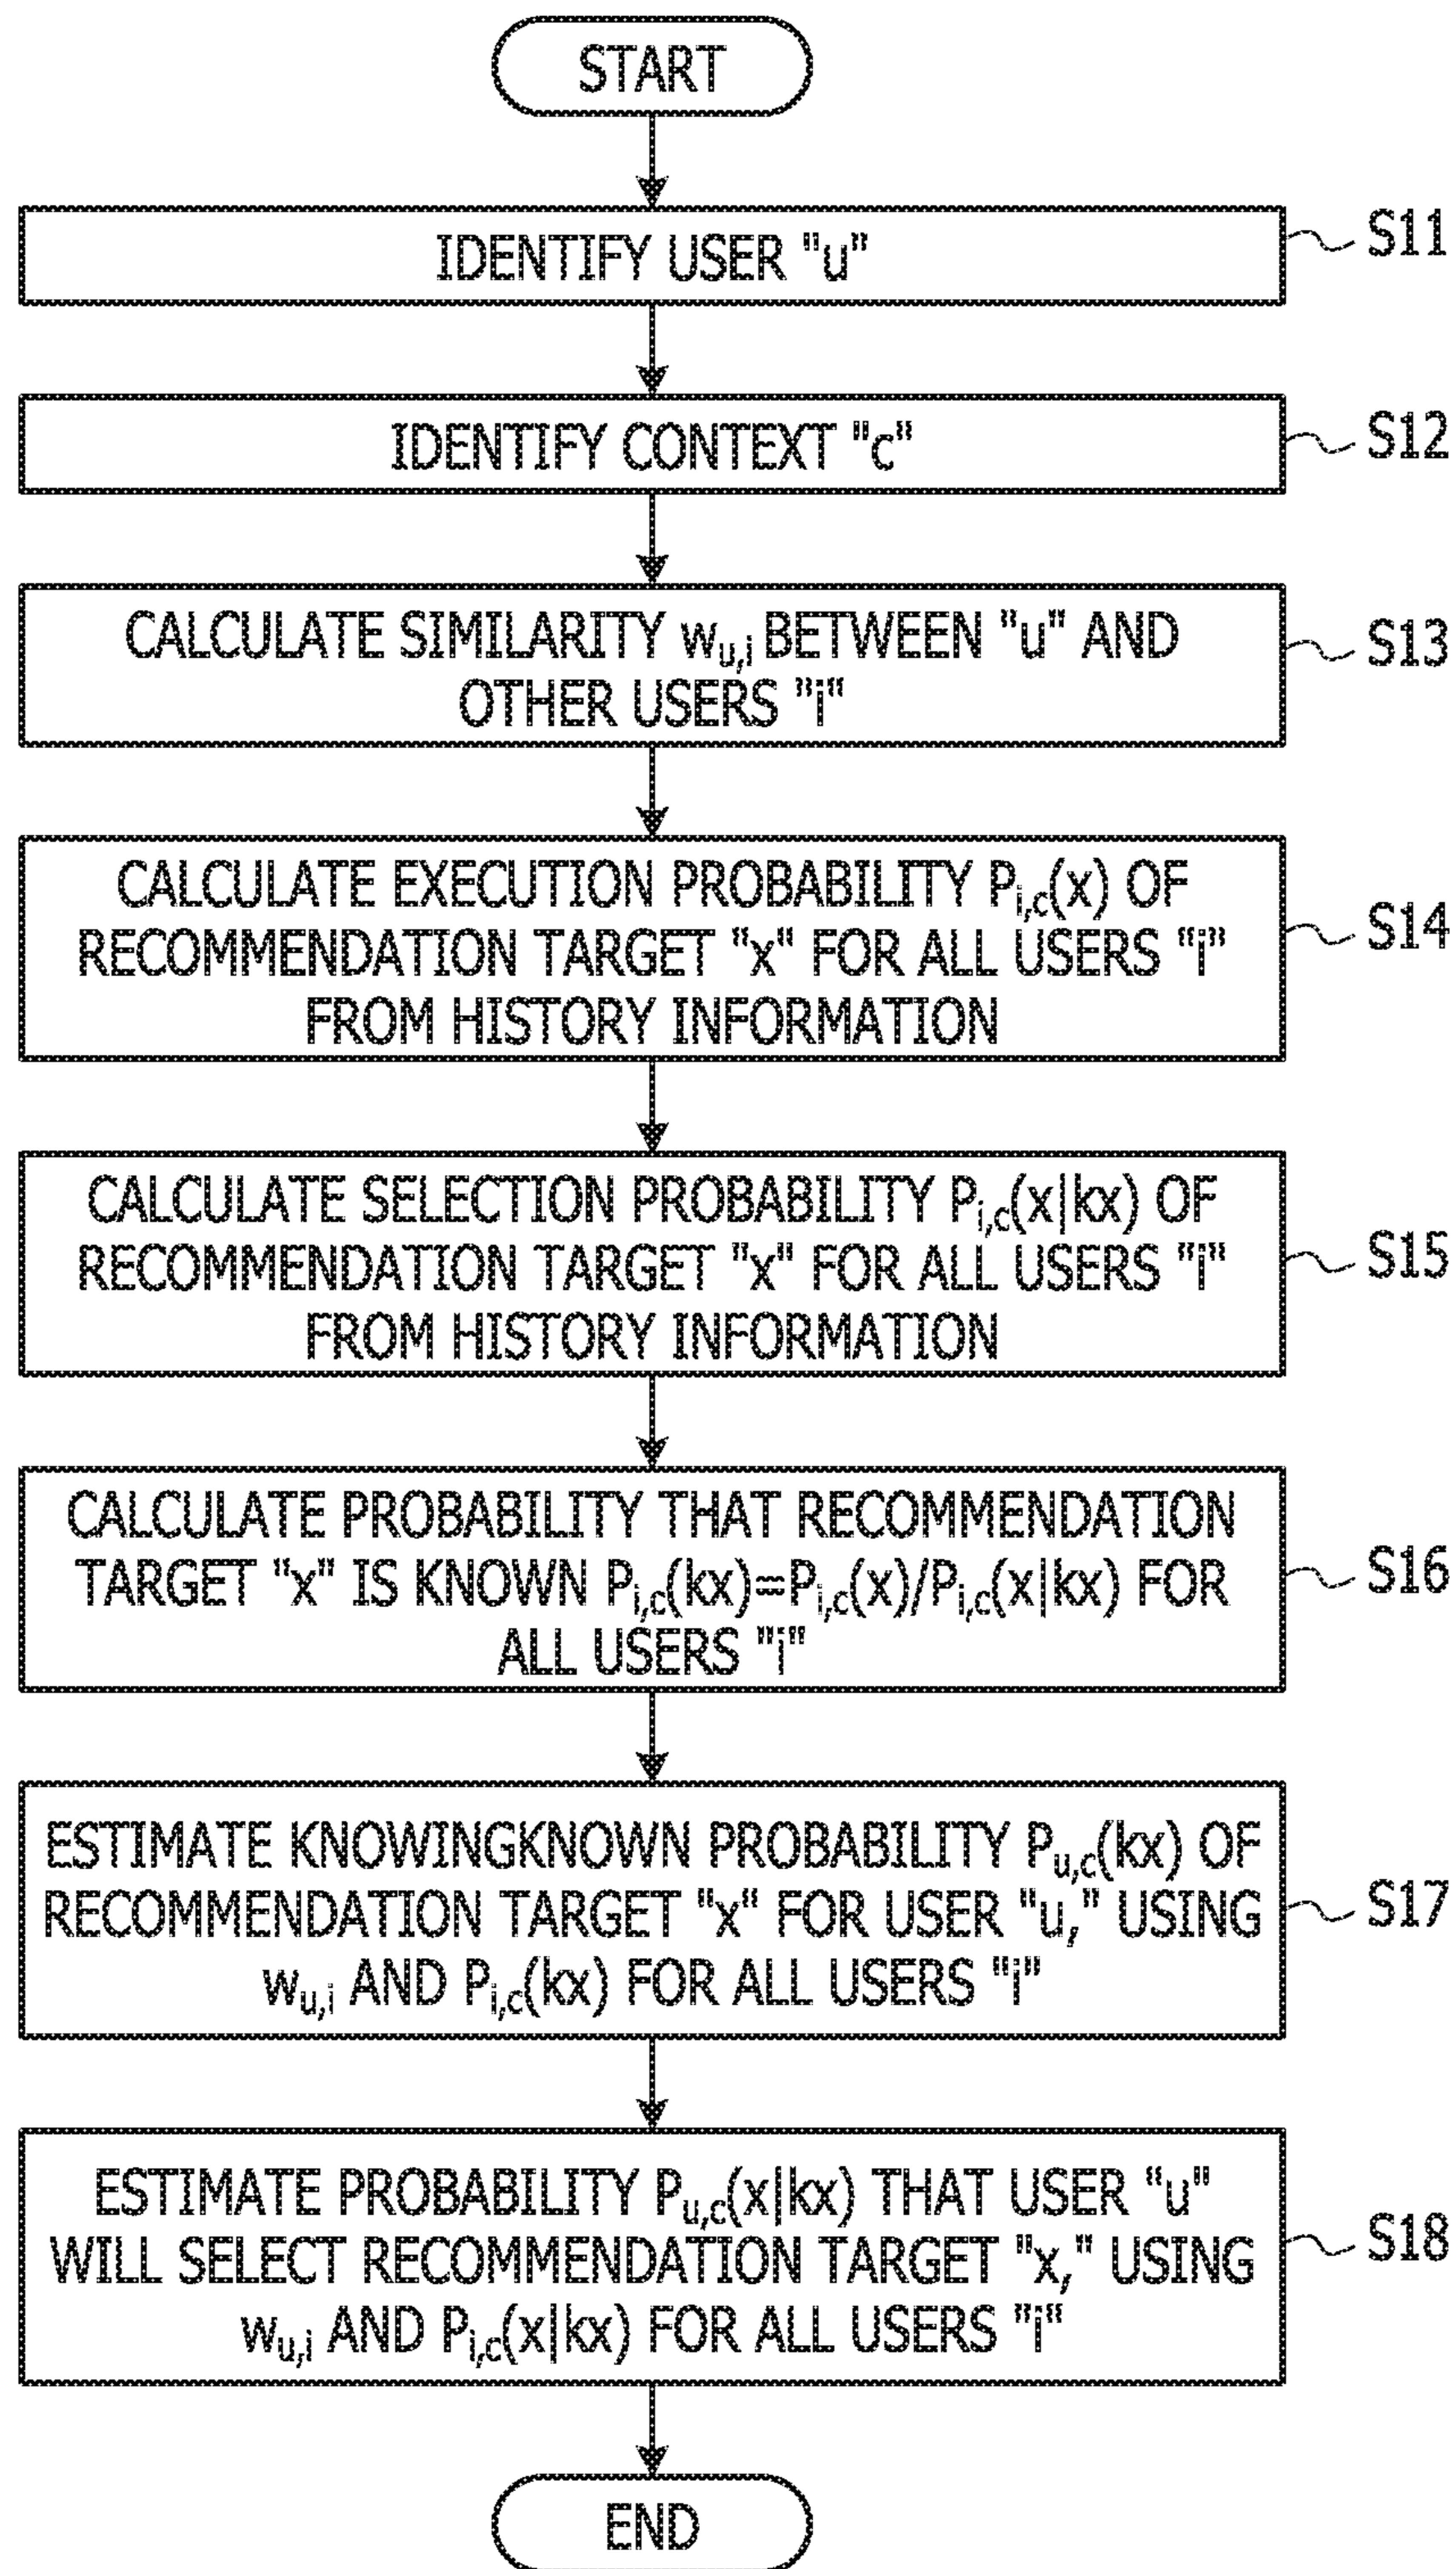 START
IDENTIFY USER "u"
S11
IDENTIFY CONTEXT "c"
S12
CALCULATE SIMILARITY wu,i BETWEEN "u" AND
OTHER USERS "i"
S13
CALCULATE EXECUTION PROBABILITY Pi,c(x) OF
RECOMMENDATION TARGET "x" FOR ALL USERS "i"
FROM HISTORY INFORMATION
S14
CALCULATE SELECTION PROBABILITY Pi,c(x|kx) OF
RECOMMENDATION TARGET "x" FOR ALL USERS "i"
FROM HISTORY INFORMATION
S15
CALCULATE PROBABILITY THAT RECOMMENDATION
TARGET "x" IS KNOWN Pi,c(kx)=Pi,c(x)/Pi,c(x|kx) FOR
ALL USERS "i"
S16
ESTIMATE KNOWINGKNOWN PROBABILITY Pu,c(kx) OF
RECOMMENDATION TARGET "x" FOR USER "u," USING
wu,i AND Pi,c(kx) FOR ALL USERS "i"
S17
ESTIMATE PROBABILITY Pu,c(x|kx) THAT USER "u"
WILL SELECT RECOMMENDATION TARGET "x," USING
wu,i AND Pi,c(x|kx) FOR ALL USERS "i"
S18
END